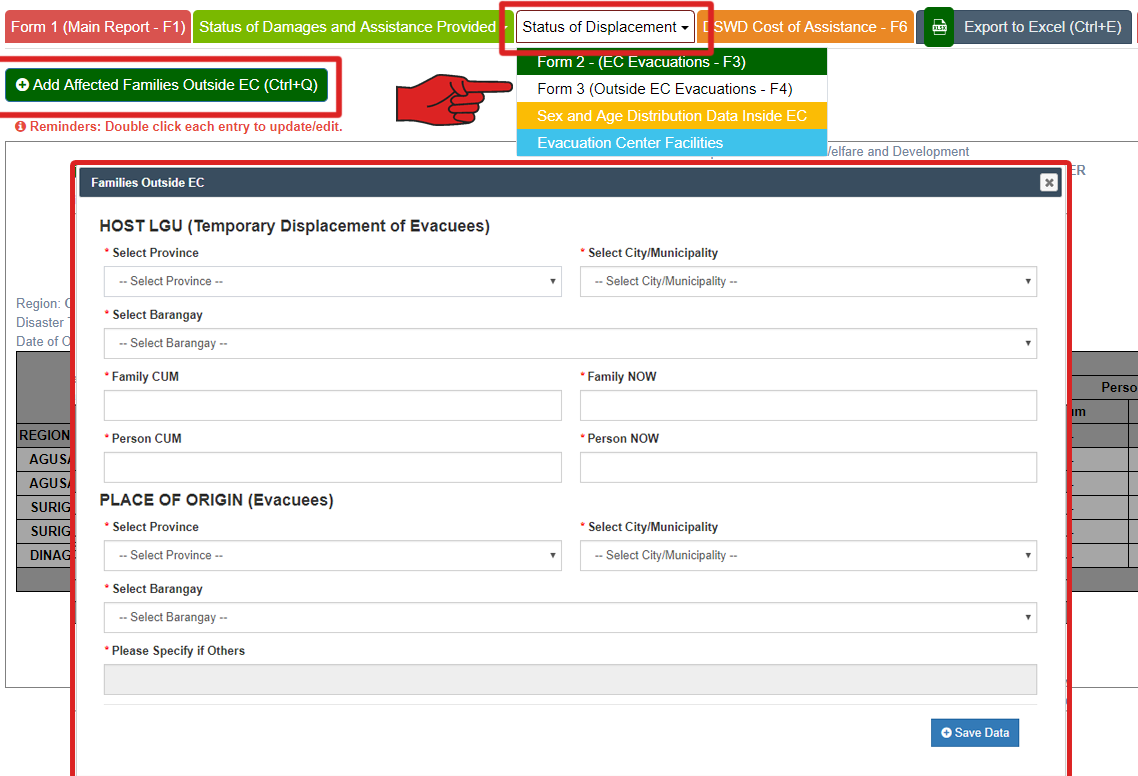 Form 1 (Main Report - F1) Status of Damages and Assistance Provided Status of Displacement DSWD Cost of Assistance - F6 XLSX Export to Excel (Ctrl+E)
Form 2 - (EC Evacuations - F3)
Add Affected Families Outside EC (Ctrl+Q)
Form 3 (Outside EC Evacuations - F4)
Sex and Age Distribution Data Inside EC
Reminders: Double click each entry to update/edit.
Evacuation Center Facilities
elfare and Development
ER
Families Outside EC
HOST LGU (Temporary Displacement of Evacuees)
* Select Province * Select City/Municipality
-- Select Province -- -- Select City/Municipality --
Region:
* Select Barangay
Disaster
Date of
-- Select Barangay --
* Family CUM * Family NOW
Perso
um
REGION
* Person CUM * Person NOW
AGUSA
AGUSA
PLACE OF ORIGIN (Evacuees)
SURIG
* Select Province * Select City/Municipality
SURIG
-- Select Province -- -- Select City/Municipality --
DINAG
* Select Barangay
-- Select Barangay --
* Please Specify if Others
Save Data